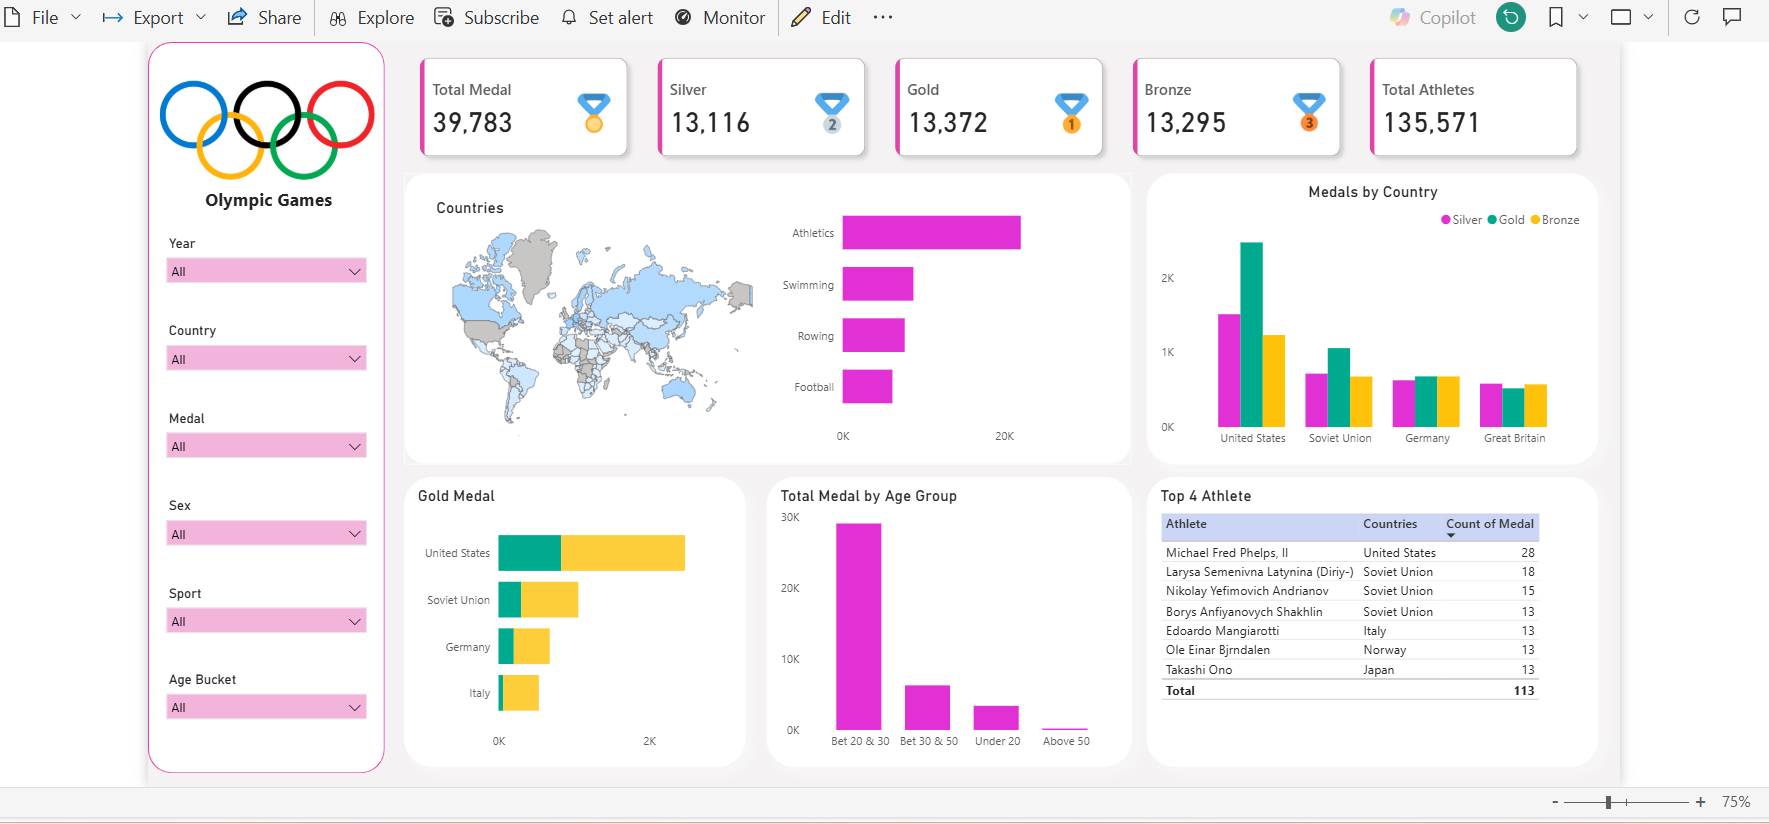 File Export Share Explore Subscribe Set alert Monitor Edit ··· Copilot
Olympic Games
Year
All
Country
All
Medal
All
Sex
All
Sport
All
Age Bucket
All
Total Medal
39,783
Silver
13,116
2
Gold
13,372
1
Bronze
13,295
3
Total Athletes
135,571
Countries
Athletics
Swimming
Rowing
Football
0K 20K
Medals by Country
Silver Gold Bronze
2K
1K
0K
United States Soviet Union Germany Great Britain
Gold Medal
United States
Soviet Union
Germany
Italy
0K 2K
Total Medal by Age Group
30K
20K
10K
0K
Bet 20 & 30 Bet 30 & 50 Under 20 Above 50
Top 4 Athlete
Athlete Countries Count of Medal
Michael Fred Phelps, II United States 28
Larysa Semenivna Latynina (Diriy-) Soviet Union 18
Nikolay Yefimovich Andrianov Soviet Union 15
Borys Anfiyanovych Shakhlin Soviet Union 13
Edoardo Mangiarotti Italy 13
Ole Einar Bjrndalen Norway 13
Takashi Ono Japan 13
Total 113
- + 75%